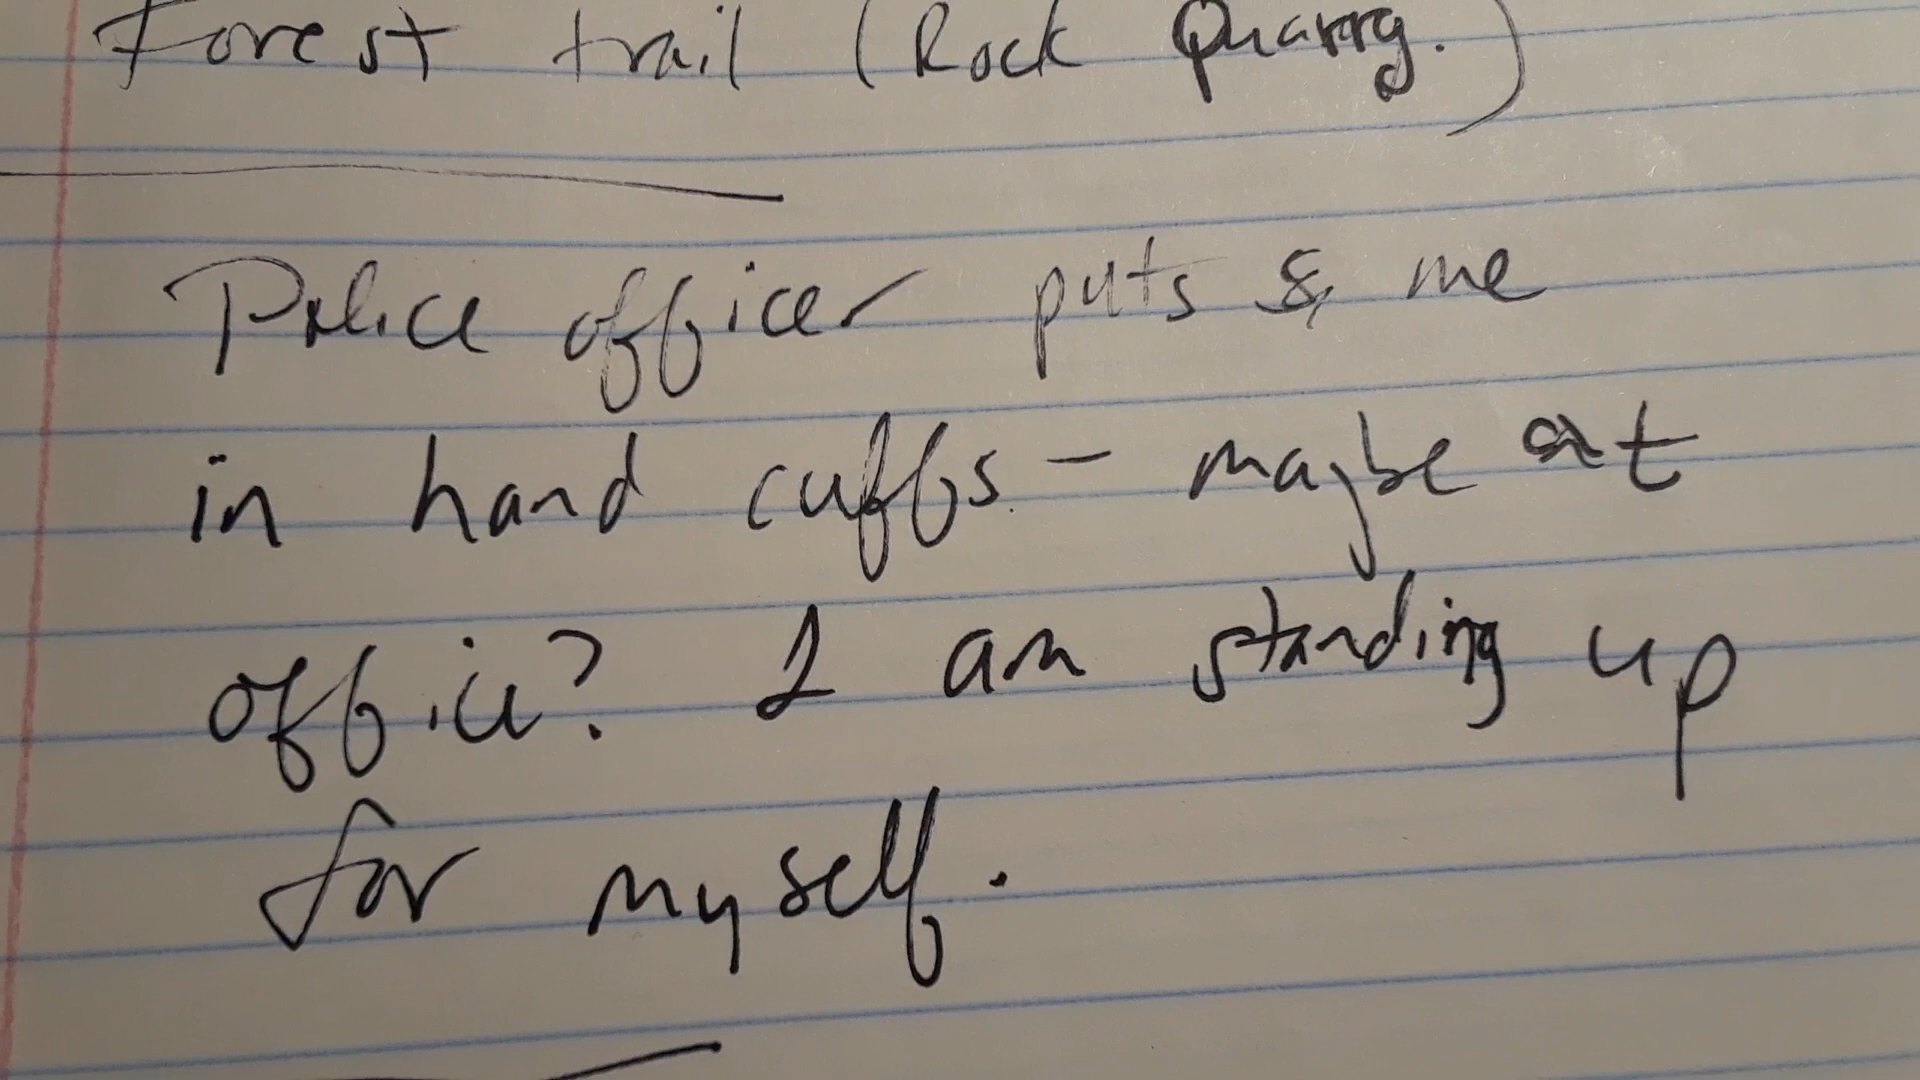 Forest trail (Rock Quarry.)
Police officer puts & me
in hand cuffs - maybe at
office? I am standing up
for myself.